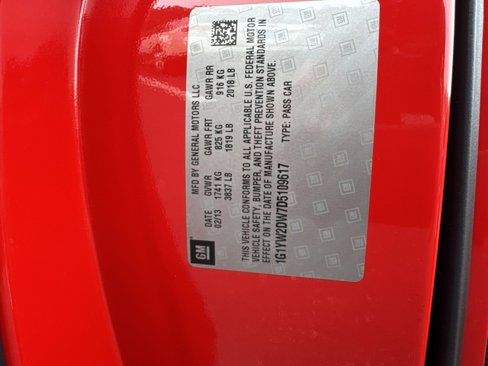 GM
MFD BY GENERAL MOTORS LLC
DATE GVWR GAWR FRT GAWR RR
02/13 1741 KG 825 KG 916 KG
3837 LB 1819 LB 2018 LB
THIS VEHICLE CONFORMS TO ALL APPLICABLE U.S. FEDERAL MOTOR
VEHICLE SAFETY, BUMPER, AND THEFT PREVENTION STANDARDS IN
EFFECT ON THE DATE OF MANUFACTURE SHOWN ABOVE.
1G1YW2DW7D5109617 TYPE: PASS CAR